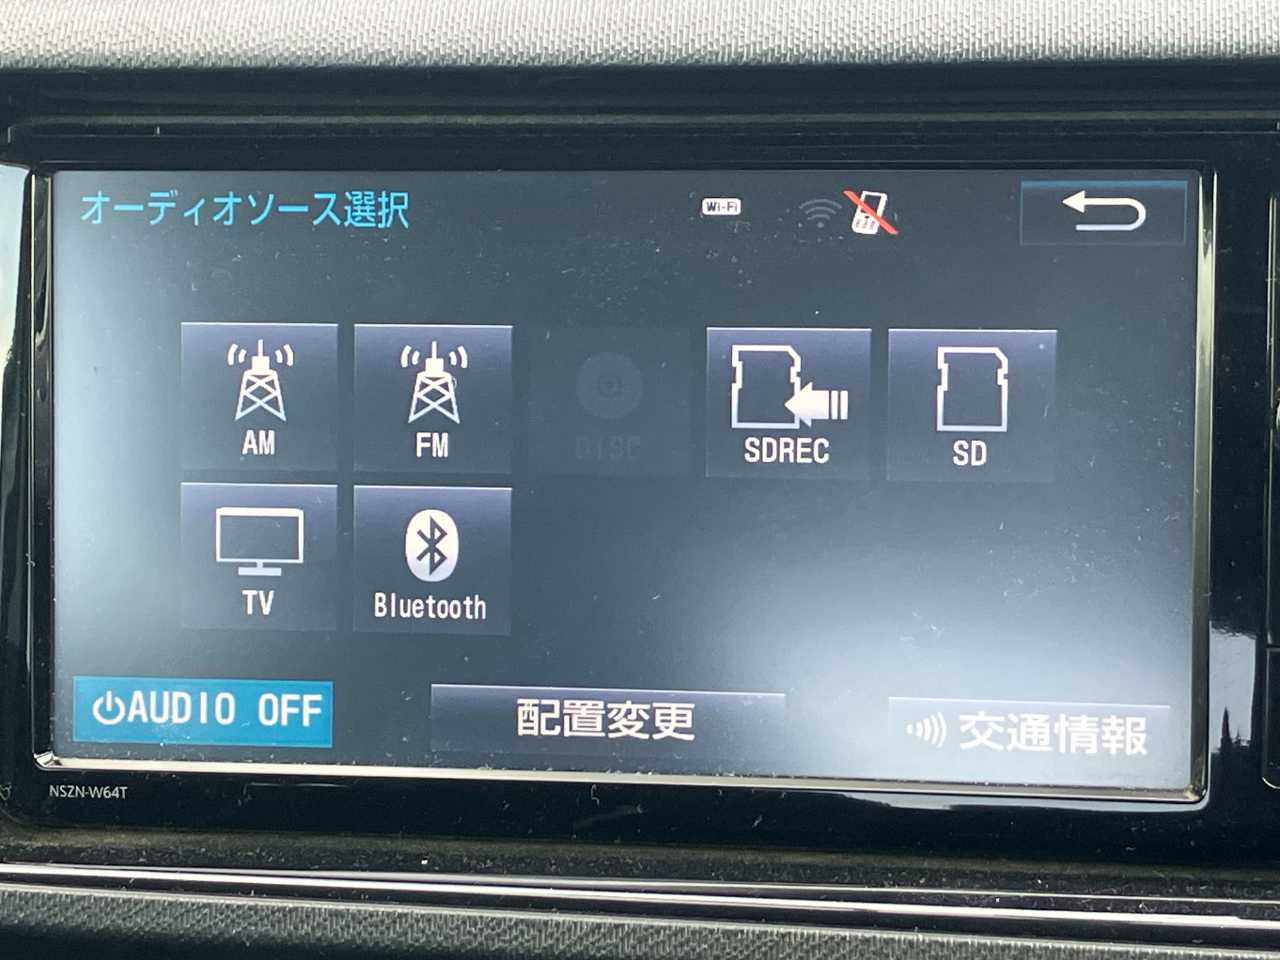 オーディオソース選択
Wi-Fi
AM
FM
DISC
SDREC
SD
TV
Bluetooth
AUDIO OFF
配置変更
交通情報
NSZN-W64T